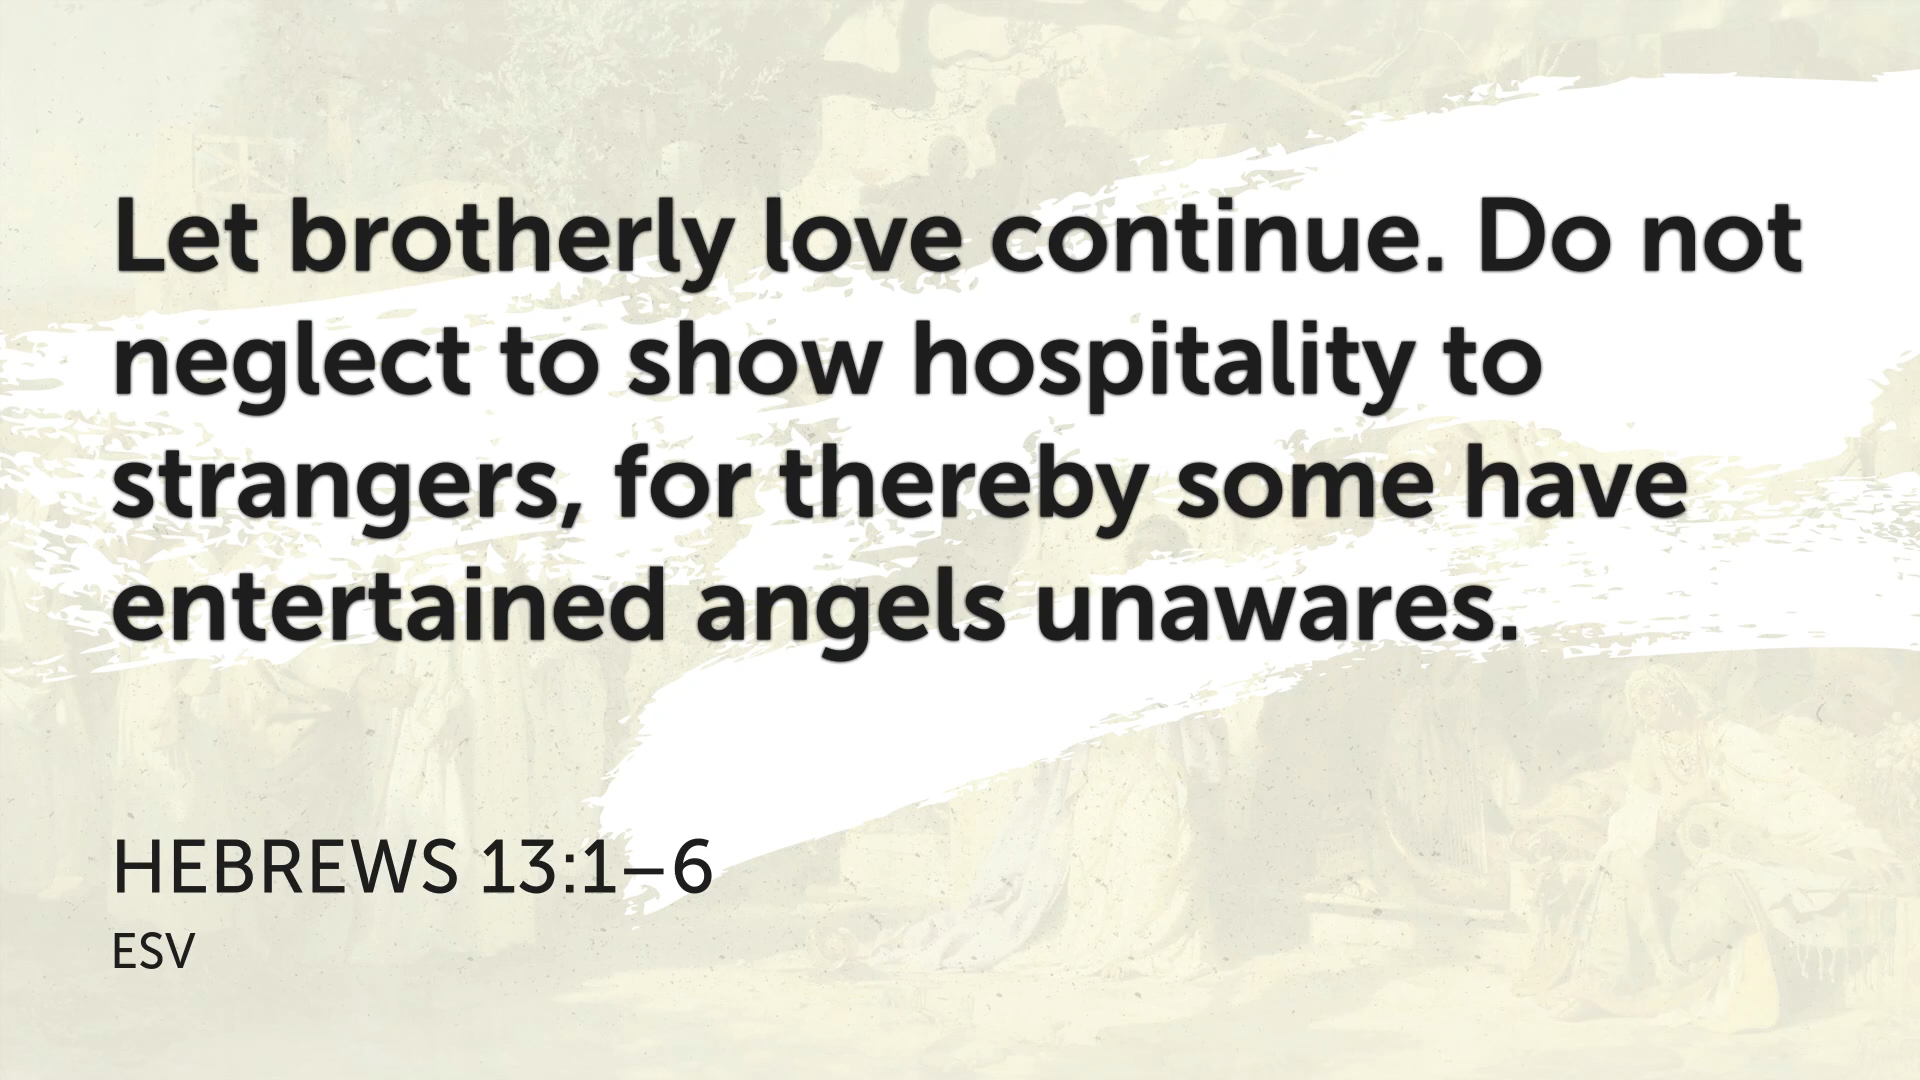 Let brotherly love continue. Do not
neglect to show hospitality to
strangers, for thereby some have
entertained angels unawares.
HEBREWS 13:1–6
ESV